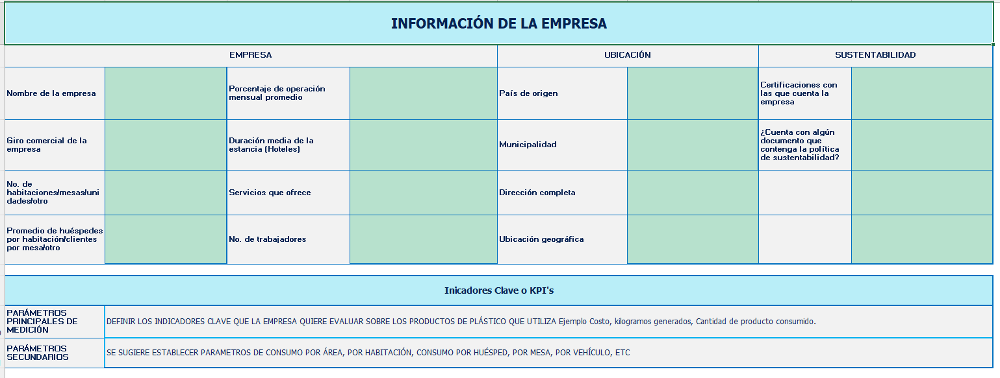 INFORMACIÓN DE LA EMPRESA
EMPRESA
UBICACIÓN
SUSTENTABILIDAD
Nombre de la empresa
Porcentaje de operación
mensual promedio
País de origen
Certificaciones con
las que cuenta la
empresa
Giro comercial de la
empresa
Duración media de la
estancia (Hoteles)
Municipalidad
¿Cuenta con algún
documento que
contenga la política
de sustentabilidad?
No. de
habitaciones/mesas/uni
dades/otro
Servicios que ofrece
Dirección completa
Promedio de huéspedes
por habitación/clientes
por mesa/otro
No. de trabajadores
Ubicación geográfica
Inicadores Clave o KPI's
PARÁMETROS
PRINCIPALES DE
MEDICIÓN
DEFINIR LOS INDICADORES CLAVE QUE LA EMPRESA QUIERE EVALUAR SOBRE LOS PRODUCTOS DE PLÁSTICO QUE UTILIZA Ejemplo Costo, kilogramos generados, Cantidad de producto consumido.
PARÁMETROS
SECUNDARIOS
SE SUGIERE ESTABLECER PARAMETROS DE CONSUMO POR ÁREA, POR HABITACIÓN, CONSUMO POR HUÉSPED, POR MESA, POR VEHÍCULO, ETC